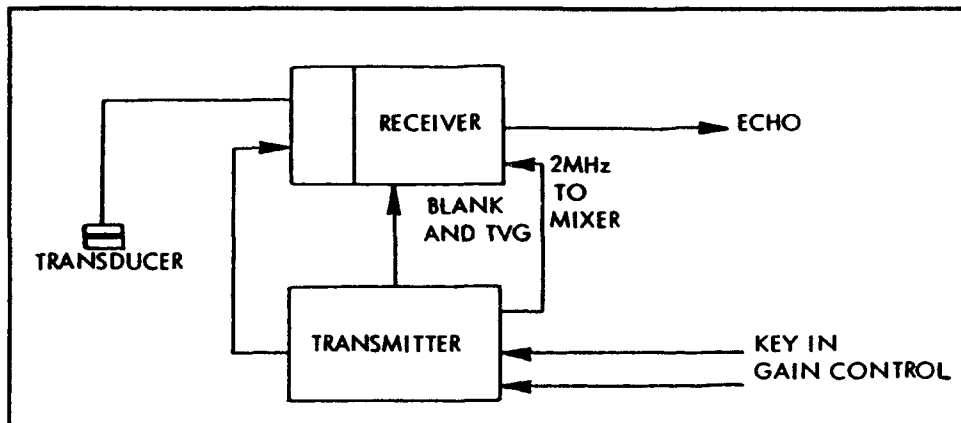 RECEIVER
ECHO
2MHz
TO
MIXER
BLANK
AND TVG
TRANSDUCER
TRANSMITTER
KEY IN
GAIN CONTROL